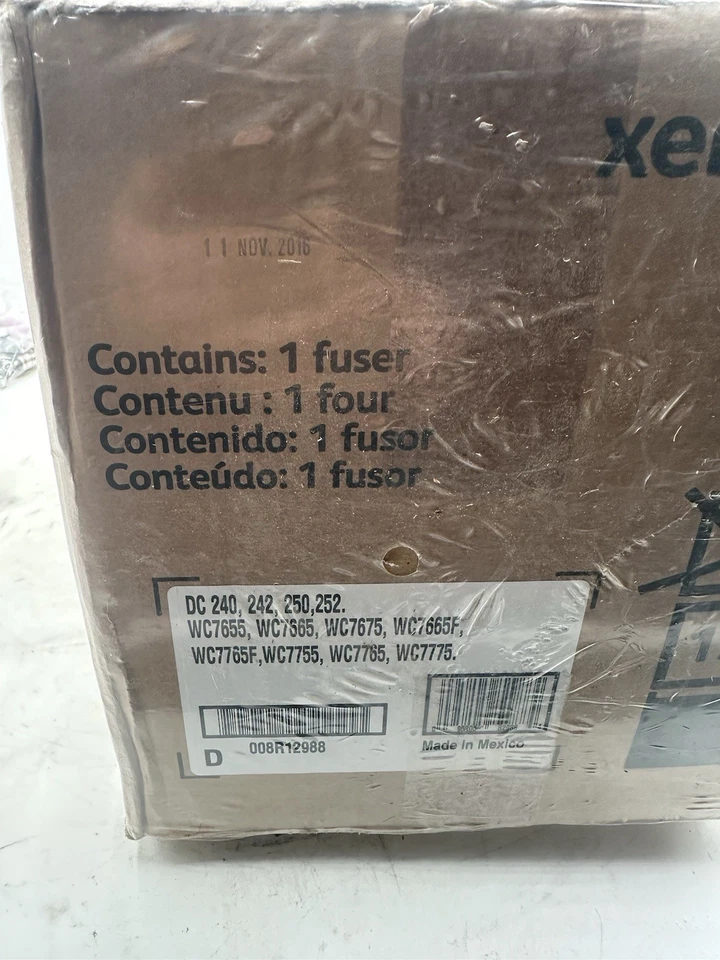 xer
11 NOV. 2016
Contains: 1 fuser
Contenu : 1 four
Contenido: 1 fusor
Conteúdo: 1 fusor
DC 240, 242, 250,252.
WC7655, WC7665, WC7675, WC7665F,
WC7765F,WC7755, WC7765, WC7775.
D 008R12988
Made in Mexico